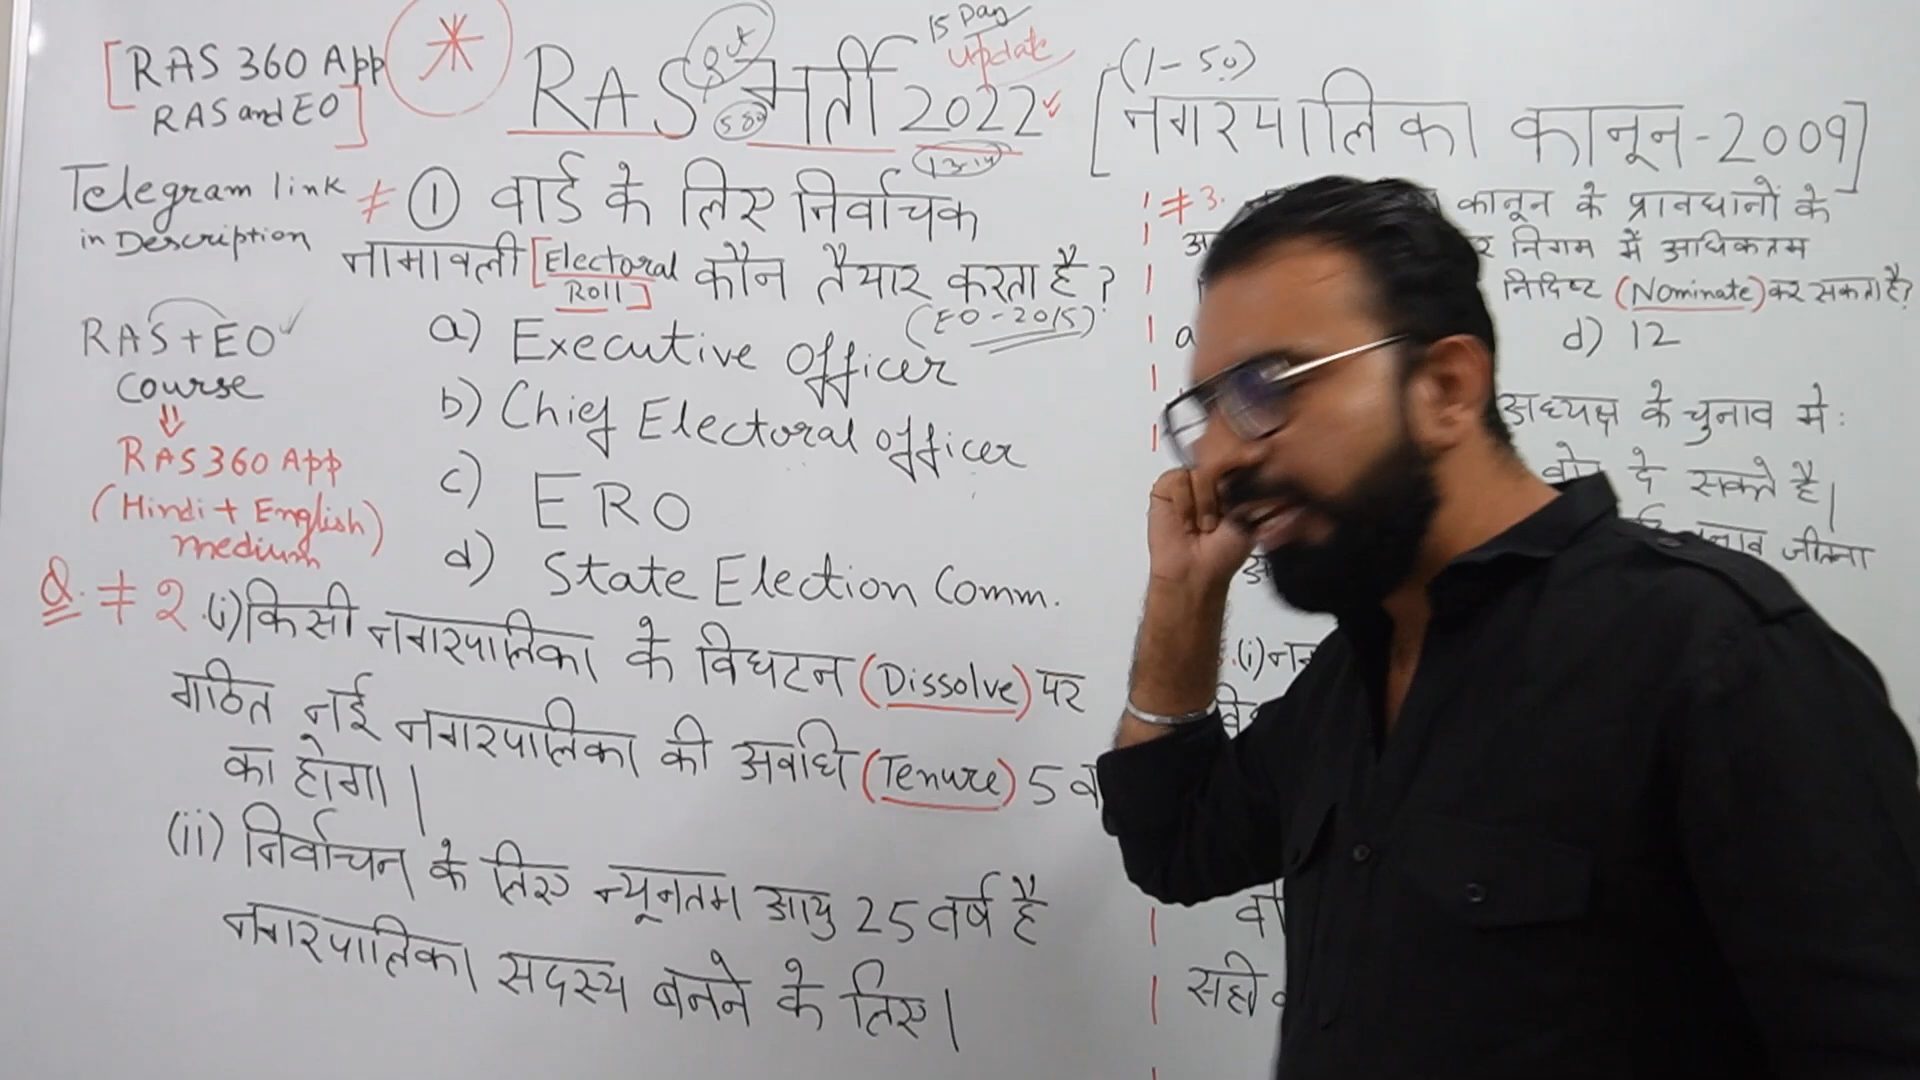 [RAS 360 App
RAS and EO]
RAS भर्ती 2022
15 Day
Update
(1-50)
[नगरपालिका कानून-2009]
Telegram link
in Description
RAS+EO
Course
RAS360 App
(Hindi + English)
medium
# ① वार्ड के लिए निर्वाचक
नामावली [Electoral
Roll] कौन तैयार करता है?
(EO-2015)
a) Executive officer
b) Chief Electoral officer
c) ERO
d) State Election Comm.
Q. # 2 (i) किसी नगरपालिका के विघटन (Dissolve) पर
गठित नई नगरपालिका की अवधि (Tenure) 5
का होगा।
(ii) निर्वाचन के लिए न्यूनतम आयु 25 वर्ष है
नगरपालिका सदस्य बनने के लिए।
# 3. कानून के प्रावधानों के
निगम में अधिकतम
निर्दिष्ट (Nominate) कर सकता है?
a d) 12
अध्यक्ष के चुनाव में:
वोट दे सकते है।
चुनाव जीतना
(i)
सही